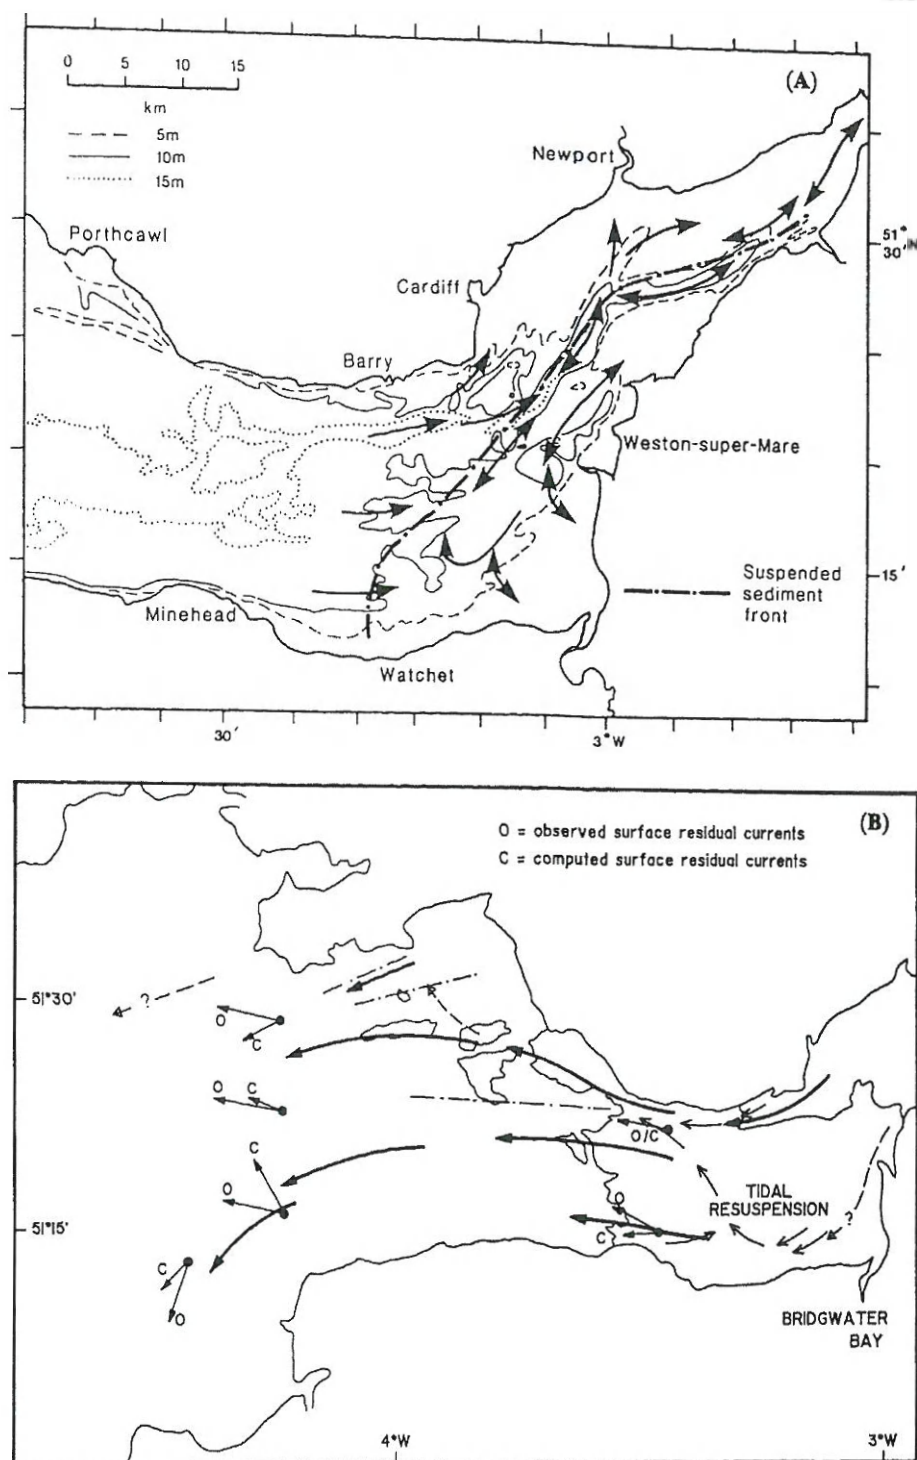 (A)
0 5 10 15
km
5m
10m
15m
Newport
Porthcawl
51°
30' N
Cardiff
Barry
Weston-super-Mare
15'
Suspended
sediment
front
Minehead
Watchet
30'
3°W
(B)
O = observed surface residual currents
C = computed surface residual currents
51°30'
?
O
C
O
C
O/C
C
O
TIDAL
RESUSPENSION
?
O
C
51°15'
C
O
BRIDGWATER
BAY
4°W
3°W